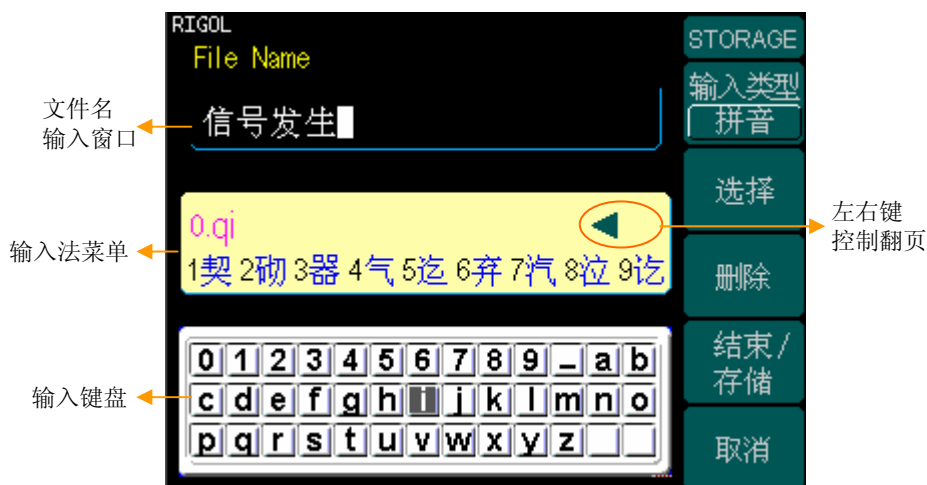 RIGOL
File Name
信号发生
文件名
输入窗口
0.qi
1契 2砌 3器 4气 5迄 6弃 7汽 8泣 9讫
输入法菜单
左右键
控制翻页
0 1 2 3 4 5 6 7 8 9 _ a b
c d e f g h i j k l m n o
p q r s t u v w x y z
输入键盘
STORAGE
输入类型
拼音
选择
删除
结束/
存储
取消